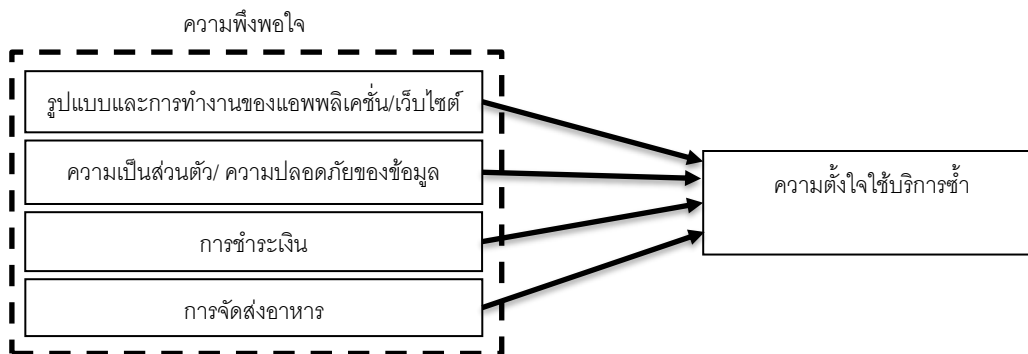 ความพึงพอใจ
รูปแบบและการทำงานของแอพพลิเคชั่น/เว็บไซต์
ความเป็นส่วนตัว/ ความปลอดภัยของข้อมูล
ความตั้งใจใช้บริการซ้ำ
การชำระเงิน
การจัดส่งอาหาร